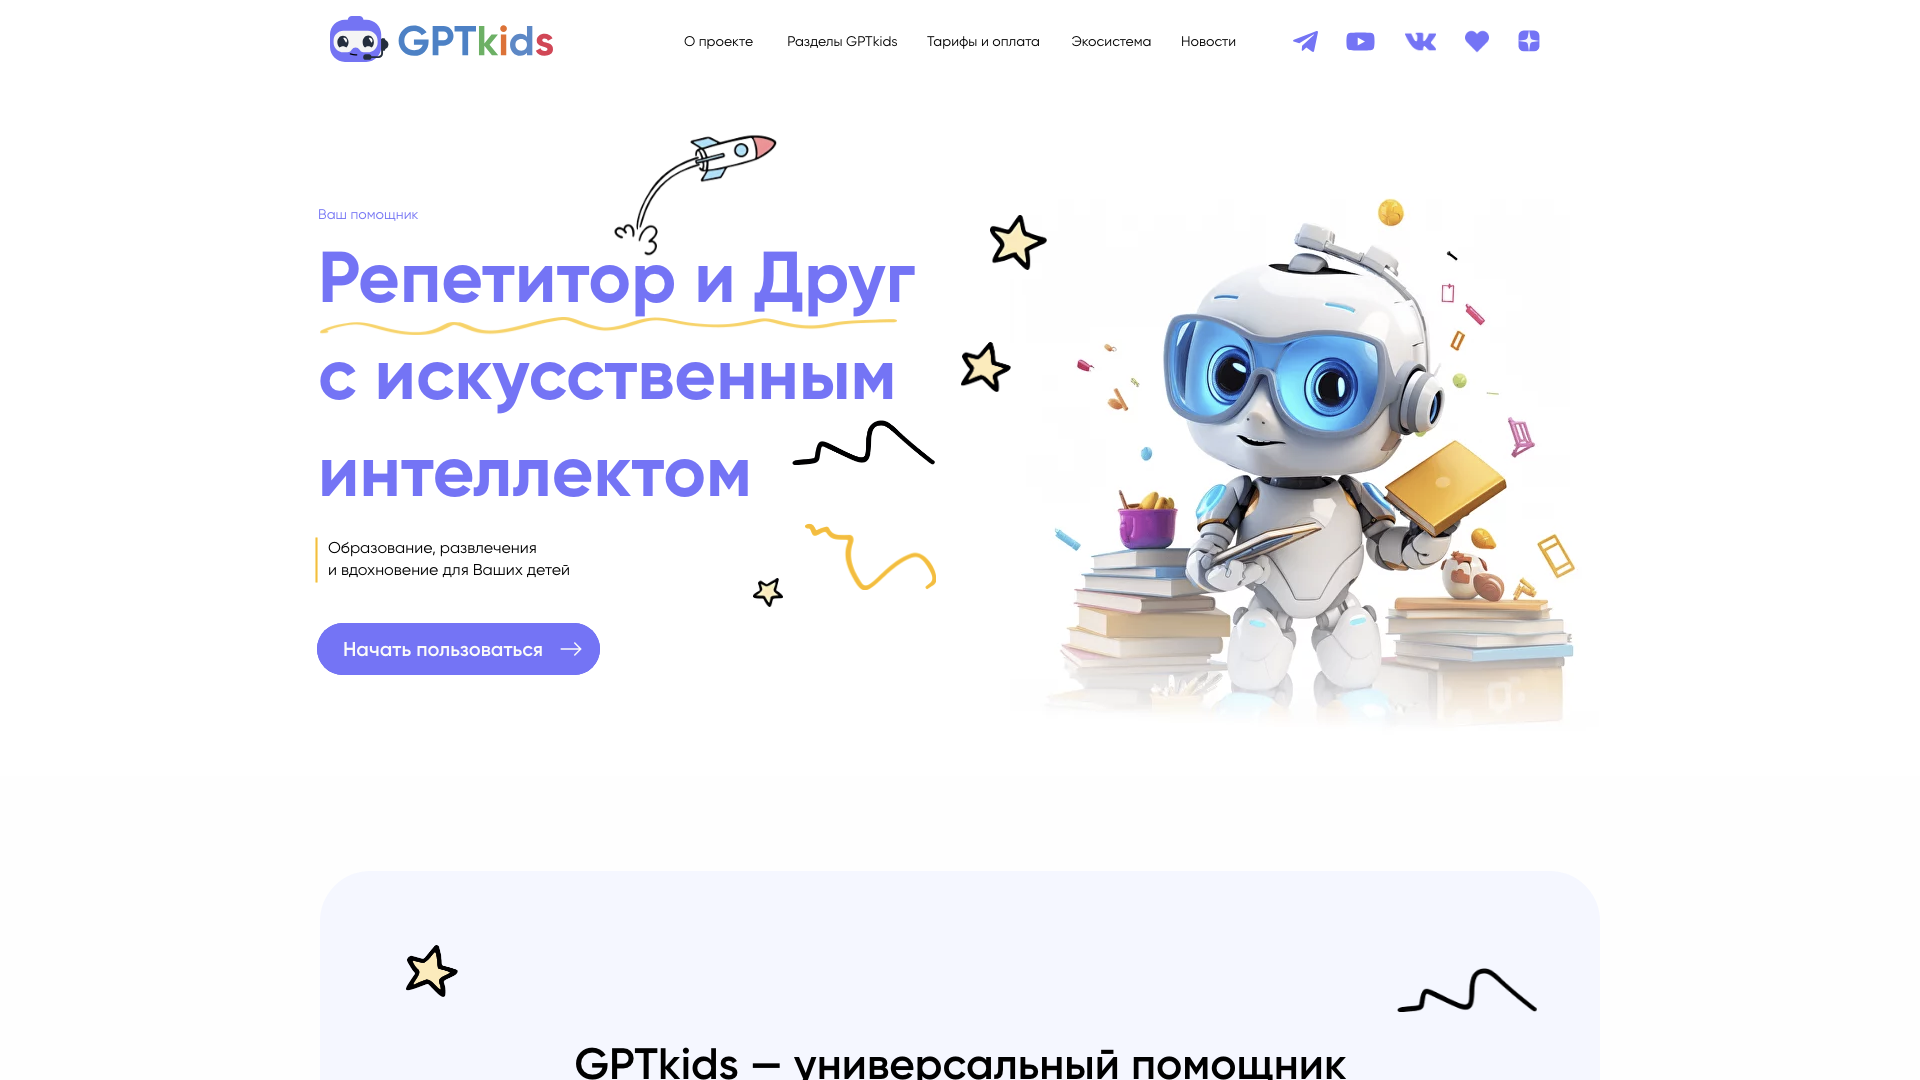 GPTkids
О проекте
Разделы GPTkids
Тарифы и оплата
Экосистема
Новости
Ваш помощник
Репетитор и Друг
с искусственным
интеллектом
Образование, развлечения
и вдохновение для Ваших детей
Начать пользоваться
GPTkids — универсальный помощник